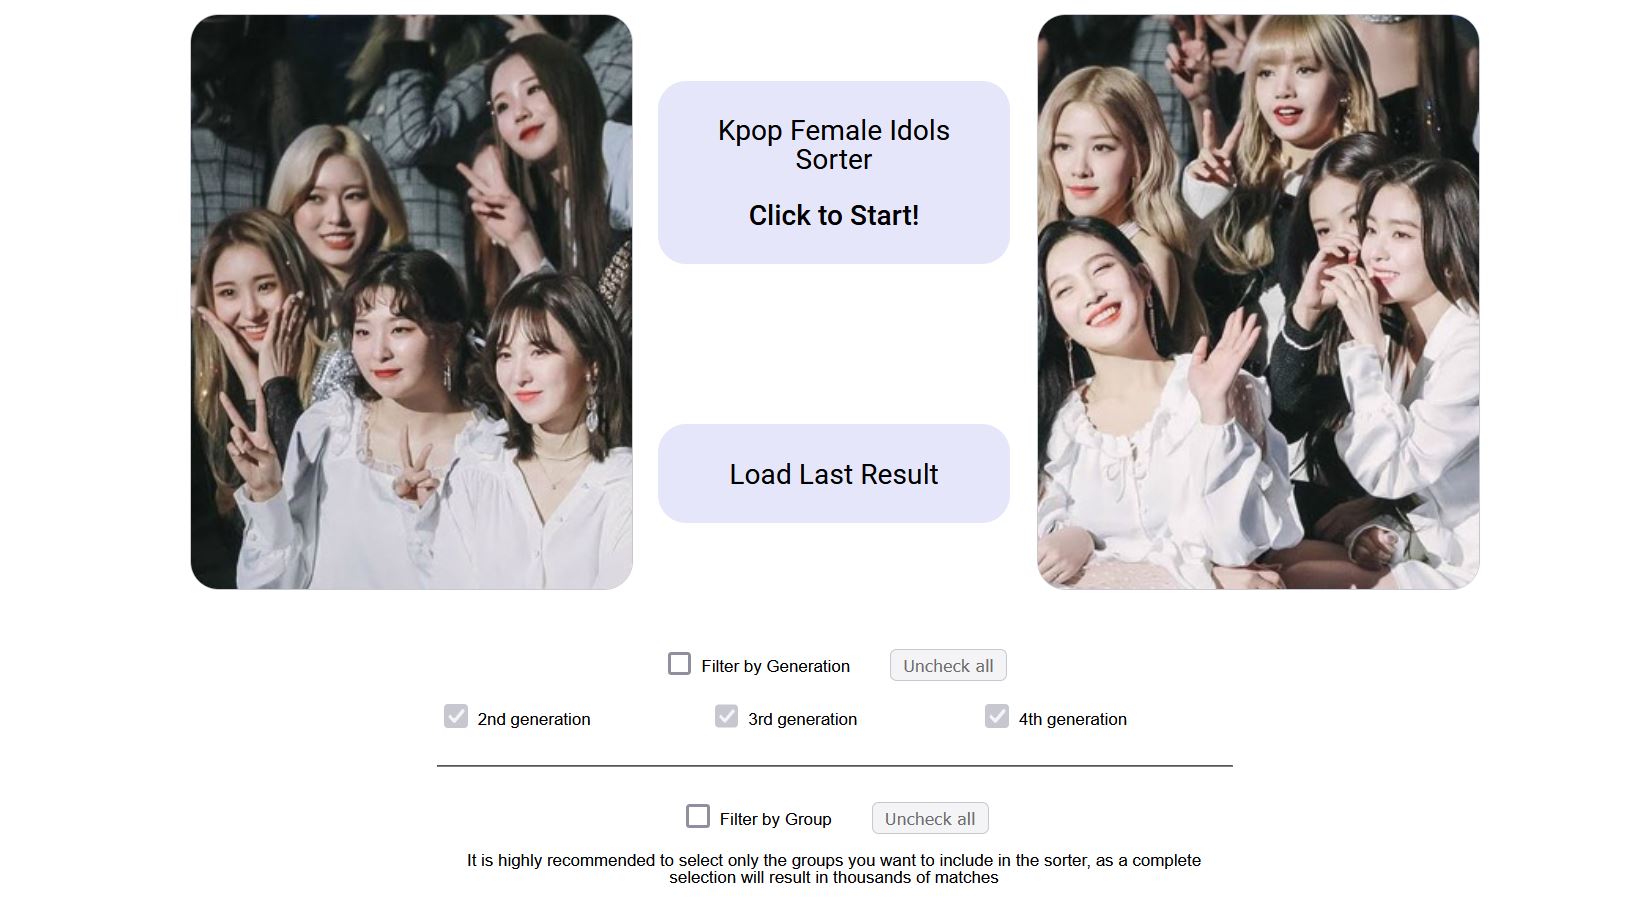 Kpop Female Idols
Sorter
Click to Start!
Load Last Result
Filter by Generation
Uncheck all
2nd generation
3rd generation
4th generation
Filter by Group
Uncheck all
It is highly recommended to select only the groups you want to include in the sorter, as a complete
selection will result in thousands of matches